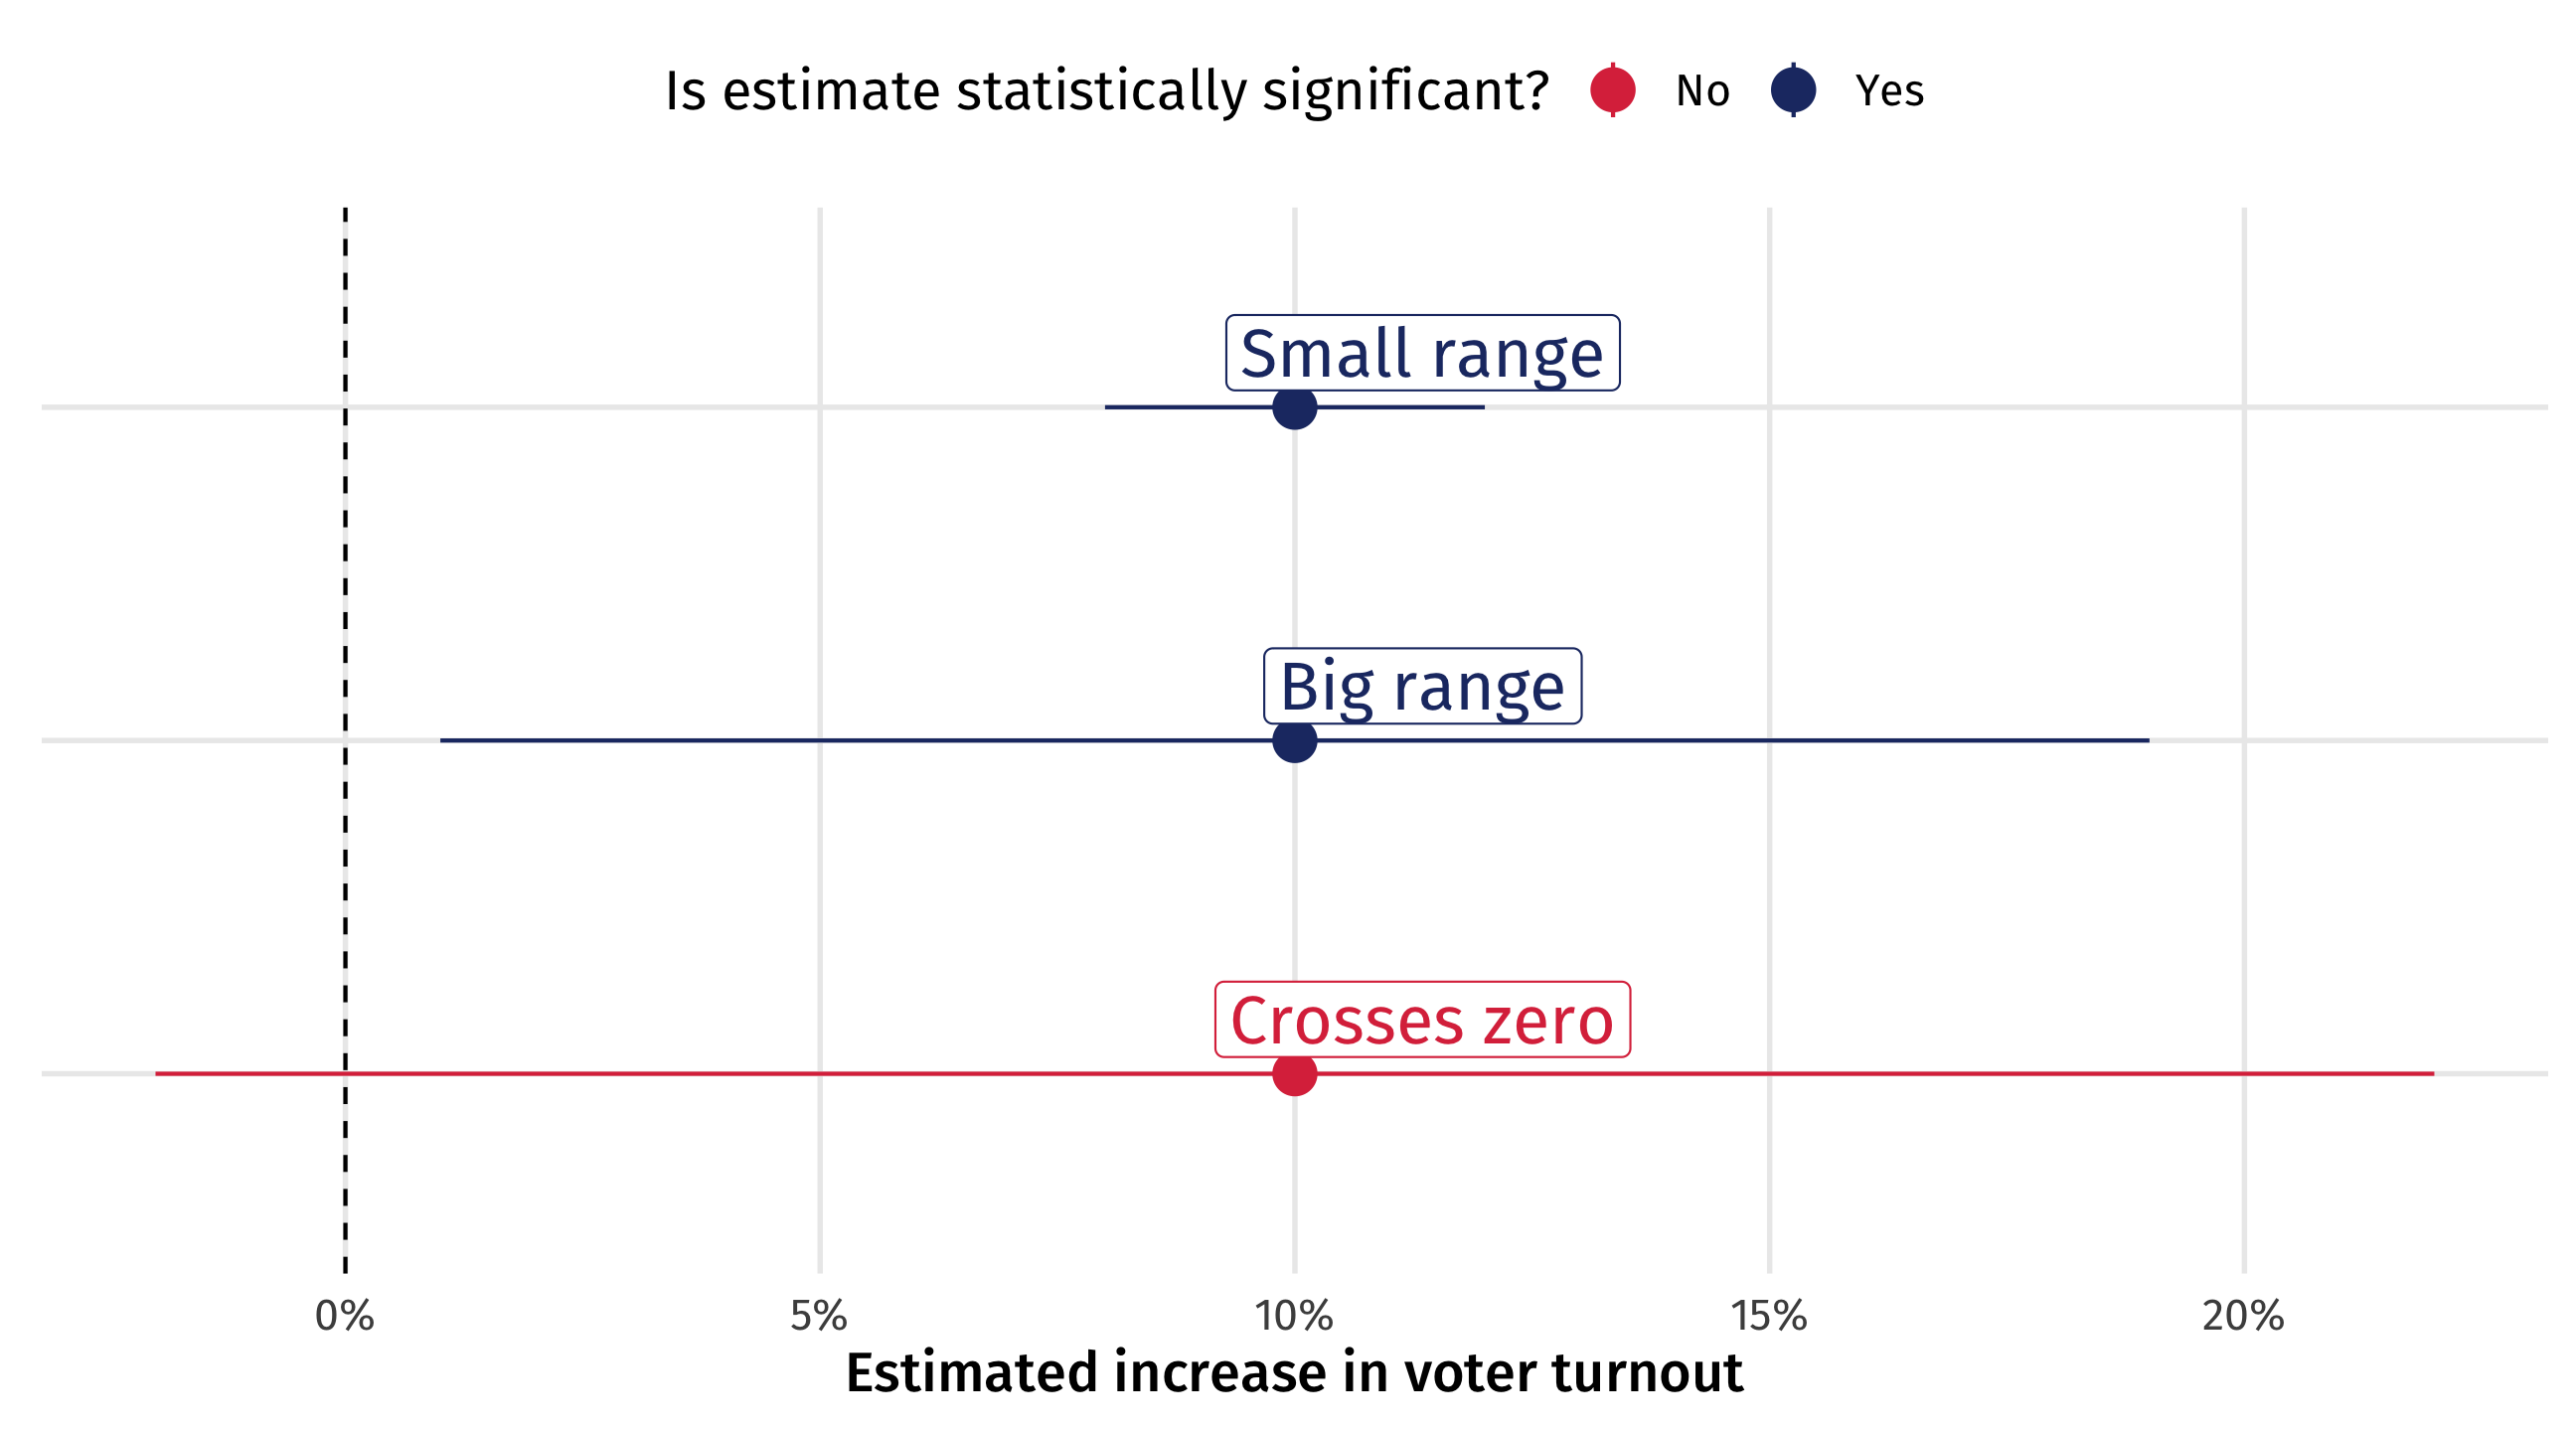 Is estimate statistically significant? No Yes
Small range
Big range
Crosses zero
0% 5% 10% 15% 20%
Estimated increase in voter turnout